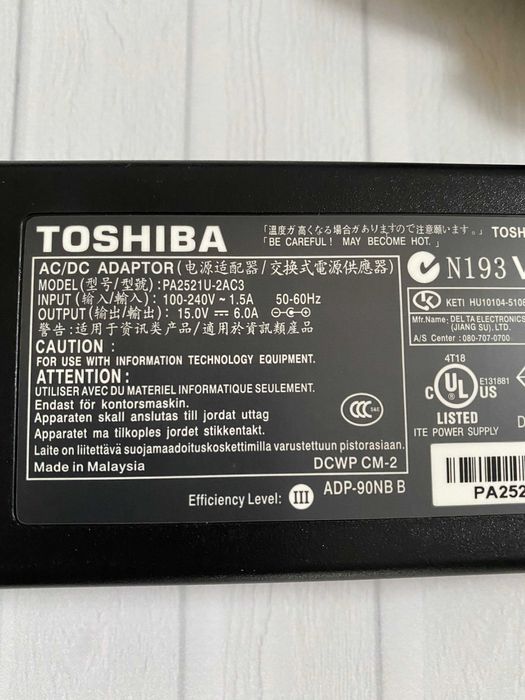 TOSHIBA
「温度が高くなる場合がありますので注意願います。」
「BE CAREFUL! MAY BECOME HOT.」
TOSH
AC/DC ADAPTOR (电源适配器/交換式電源供應器)
MODEL(型号/型號):PA2521U-2AC3
INPUT (输入/輸入): 100-240V ~ 1.5A 50-60Hz
OUTPUT (输出/輸出): 15.0V ⎓ 6.0A
警告:适用于资讯类产品/適用於資訊類産品
CAUTION :
FOR USE WITH INFORMATION TECHNOLOGY EQUIPMENT.
ATTENTION :
UTILISER AVEC DU MATERIEL INFORMATIQUE SEULEMENT.
Endast för kontorsmaskin.
Apparaten skall anslutas till jordat uttag
Apparatet ma tilkoples jordet stikkentakt.
Laite on liitettävä suojamaadoituskoskettimilla varustettuun pistorasiaan.
Made in Malaysia
DCWP CM-2
Efficiency Level: III
ADP-90NB B
CCC S&E
N193
KETI HU10104-510
Mfr.Name: DELTA ELECTRONICS
(JIANG SU). LTD.
A/S Center : 080-707-0700
4T18
C UL US
E131881
LISTED
ITE POWER SUPPLY
PA252